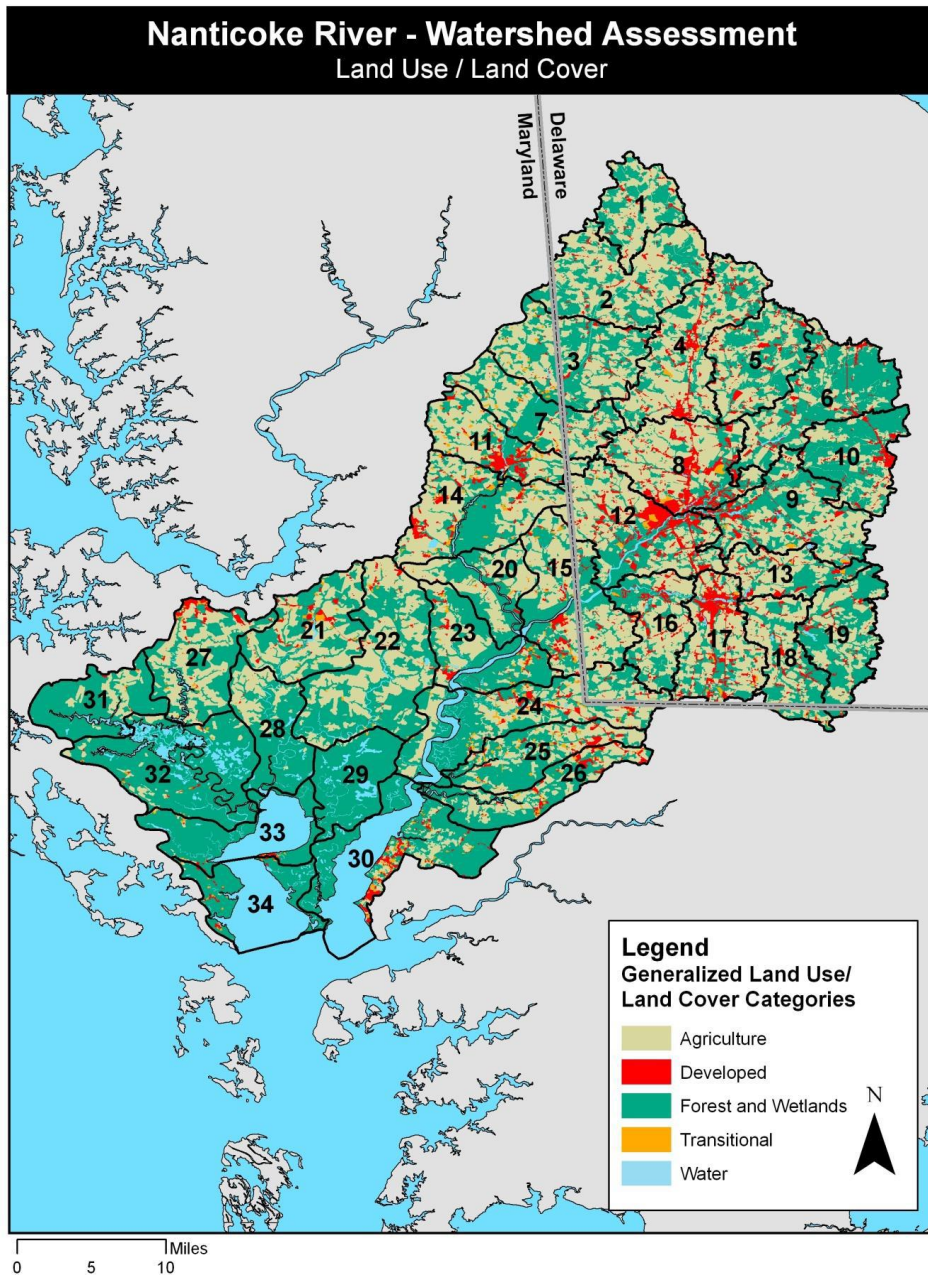 Nanticoke River - Watershed Assessment
Land Use / Land Cover
Delaware
Maryland
1
2
3
4
5
6
7
8
9
10
11
12
13
14
15
16
17
18
19
20
21
22
23
24
25
26
27
28
29
30
31
32
33
34
Legend
Generalized Land Use/
Land Cover Categories
Agriculture
Developed
Forest and Wetlands
Transitional
Water
N
Miles
0 5 10